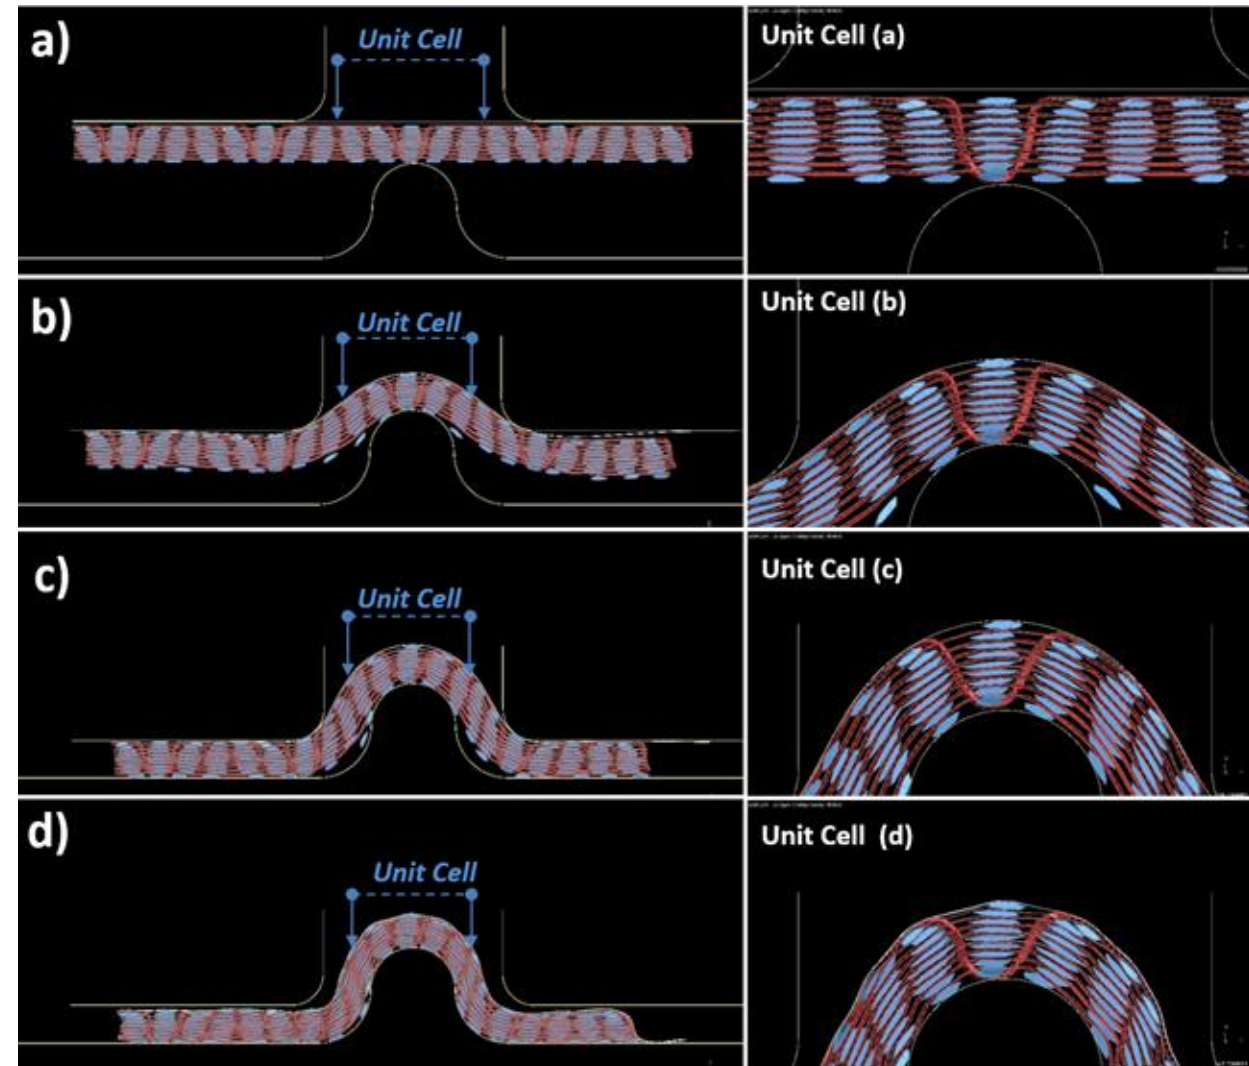 a)
Unit Cell
Unit Cell (a)
b)
Unit Cell
Unit Cell (b)
c)
Unit Cell
Unit Cell (c)
d)
Unit Cell
Unit Cell (d)